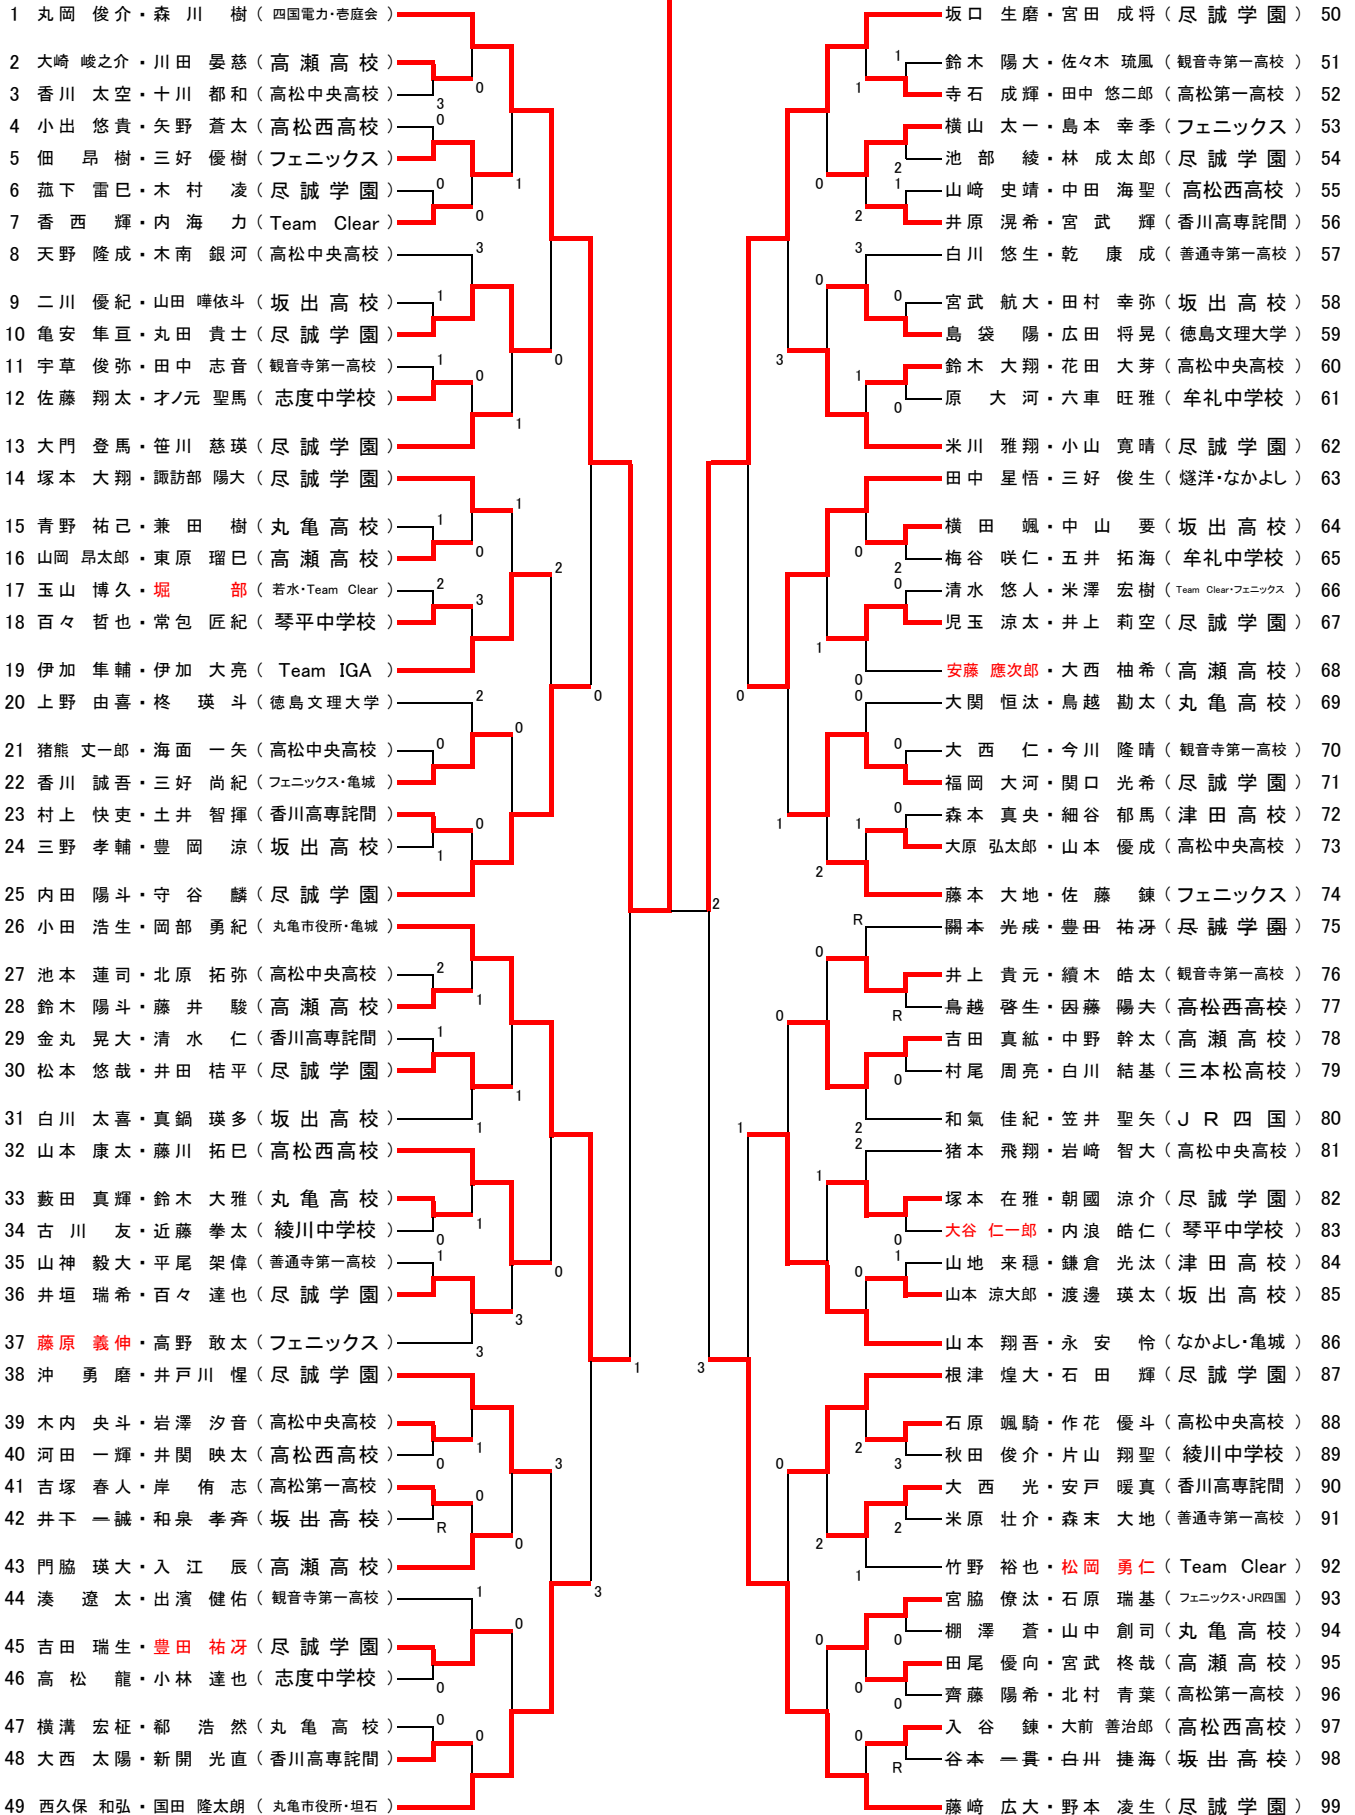 1 丸岡 俊介・森川 樹（四国電力・壱庭会）
2 大崎 峻之介・川田 晏慈（高瀬高校）
3 香川 太空・十川 都和（高松中央高校）
4 小出 悠貴・矢野 蒼太（高松西高校）
5 佃 昂樹・三好 優樹（フェニックス）
6 菰下 雷巳・木村 凌（尽誠学園）
7 香西 輝・内海 力（Team Clear）
8 天野 隆成・木南 銀河（高松中央高校）
9 二川 優紀・山田 嘩依斗（坂出高校）
10 亀安 隼亘・丸田 貴士（尽誠学園）
11 宇草 俊弥・田中 志音（観音寺第一高校）
12 佐藤 翔太・才ノ元 聖馬（志度中学校）
13 大門 登馬・笹川 慈瑛（尽誠学園）
14 塚本 大翔・諏訪部 陽大（尽誠学園）
15 青野 祐己・兼田 樹（丸亀高校）
16 山岡 昂太郎・東原 瑠巳（高瀬高校）
17 玉山 博久・堀 部（若水・Team Clear）
18 百々 哲也・常包 匠紀（琴平中学校）
19 伊加 隼輔・伊加 大亮（Team IGA）
20 上野 由喜・柊 瑛斗（徳島文理大学）
21 猪熊 丈一郎・海面 一矢（高松中央高校）
22 香川 誠吾・三好 尚紀（フェニックス・亀城）
23 村上 快吏・土井 智揮（香川高専詫間）
24 三野 孝輔・豊岡 涼（坂出高校）
25 内田 陽斗・守谷 麟（尽誠学園）
26 小田 浩生・岡部 勇紀（丸亀市役所・亀城）
27 池本 蓮司・北原 拓弥（高松中央高校）
28 鈴木 陽斗・藤井 駿（高瀬高校）
29 金丸 晃大・清水 仁（香川高専詫間）
30 松本 悠哉・井田 桔平（尽誠学園）
31 白川 太喜・真鍋 瑛多（坂出高校）
32 山本 康太・藤川 拓巳（高松西高校）
33 藪田 真輝・鈴木 大雅（丸亀高校）
34 古川 友・近藤 拳太（綾川中学校）
35 山神 毅大・平尾 架偉（善通寺第一高校）
36 井垣 瑞希・百々 達也（尽誠学園）
37 藤原 義伸・高野 敢太（フェニックス）
38 沖 勇磨・井戸川 惺（尽誠学園）
39 木内 央斗・岩澤 汐音（高松中央高校）
40 河田 一輝・井関 映太（高松西高校）
41 吉塚 春人・岸 侑志（高松第一高校）
42 井下 一誠・和泉 孝斉（坂出高校）
43 門脇 瑛大・入江 辰（高瀬高校）
44 湊 遼太・出濱 健佑（観音寺第一高校）
45 吉田 瑞生・豊田 祐冴（尽誠学園）
46 高松 龍・小林 達也（志度中学校）
47 横溝 宏柾・郗 浩然（丸亀高校）
48 大西 太陽・新開 光直（香川高専詫間）
49 西久保 和弘・国田 隆太朗（丸亀市役所・坦石）
坂口 生磨・宮田 成将（尽誠学園）50
鈴木 陽大・佐々木 琉風（観音寺第一高校）51
寺石 成輝・田中 悠二郎（高松第一高校）52
横山 太一・島本 幸季（フェニックス）53
池部 綾・林 成太郎（尽誠学園）54
山﨑 史靖・中田 海聖（高松西高校）55
井原 滉希・宮武 輝（香川高専詫間）56
白川 悠生・乾 康成（善通寺第一高校）57
宮武 航大・田村 幸弥（坂出高校）58
島袋 陽・広田 将晃（徳島文理大学）59
鈴木 大翔・花田 大芽（高松中央高校）60
原 大河・六車 旺雅（牟礼中学校）61
米川 雅翔・小山 寛晴（尽誠学園）62
田中 星悟・三好 俊生（燧洋・なかよし）63
横田 颯・中山 要（坂出高校）64
梅谷 咲仁・五井 拓海（牟礼中学校）65
清水 悠人・米澤 宏樹（Team Clear・フェニックス）66
児玉 涼太・井上 莉空（尽誠学園）67
安藤 應次郎・大西 柚希（高瀬高校）68
大関 恒汰・鳥越 勘太（丸亀高校）69
大西 仁・今川 隆晴（観音寺第一高校）70
福岡 大河・関口 光希（尽誠学園）71
森本 真央・細谷 郁馬（津田高校）72
大原 弘太郎・山本 優成（高松中央高校）73
藤本 大地・佐藤 錬（フェニックス）74
關本 光成・豊田 祐冴（尽誠学園）75
井上 貴元・續木 皓太（観音寺第一高校）76
鳥越 啓生・因藤 陽夫（高松西高校）77
吉田 真紘・中野 幹太（高瀬高校）78
村尾 周亮・白川 結基（三本松高校）79
和氣 佳紀・笠井 聖矢（JR四国）80
猪本 飛翔・岩﨑 智大（高松中央高校）81
塚本 在雅・朝國 涼介（尽誠学園）82
大谷 仁一郎・内浪 皓仁（琴平中学校）83
山地 来穏・鎌倉 光汰（津田高校）84
山本 涼大郎・渡邊 瑛太（坂出高校）85
山本 翔吾・永安 怜（なかよし・亀城）86
根津 煌大・石田 輝（尽誠学園）87
石原 颯騎・作花 優斗（高松中央高校）88
秋田 俊介・片山 翔聖（綾川中学校）89
大西 光・安戸 暖真（香川高専詫間）90
米原 壮介・森末 大地（善通寺第一高校）91
竹野 裕也・松岡 勇仁（Team Clear）92
宮脇 僚汰・石原 瑞基（フェニックス・JR四国）93
棚澤 蒼・山中 創司（丸亀高校）94
田尾 優向・宮武 柊哉（高瀬高校）95
齊藤 陽希・北村 青葉（高松第一高校）96
入谷 錬・大前 善治郎（高松西高校）97
谷本 一貫・白川 捷海（坂出高校）98
藤﨑 広大・野本 凌生（尽誠学園）99